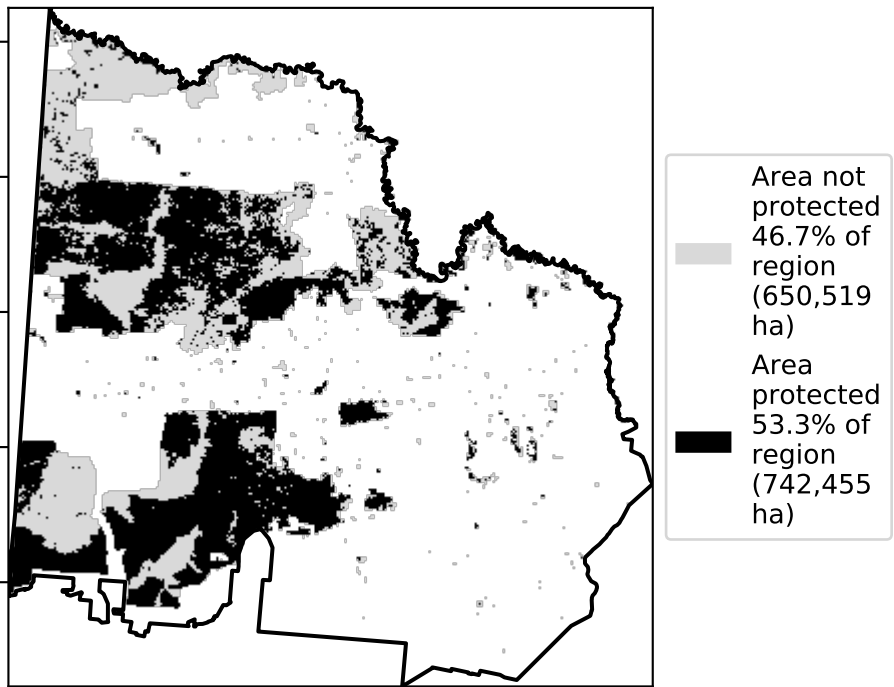 Area not
protected
46.7% of
region
(650,519
ha)
Area
protected
53.3% of
region
(742,455
ha)